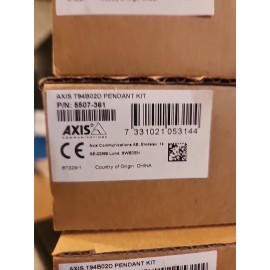 AXIS T94B02D PENDANT KIT
P/N: 5507-361
AXIS
COMMUNICATIONS
7 331021 053144
Axis Communications AB, Emdalav. 14
SE-22369 Lund, SWEDEN
Country of Origin: CHINA
AXIS T94B02D PENDANT KIT